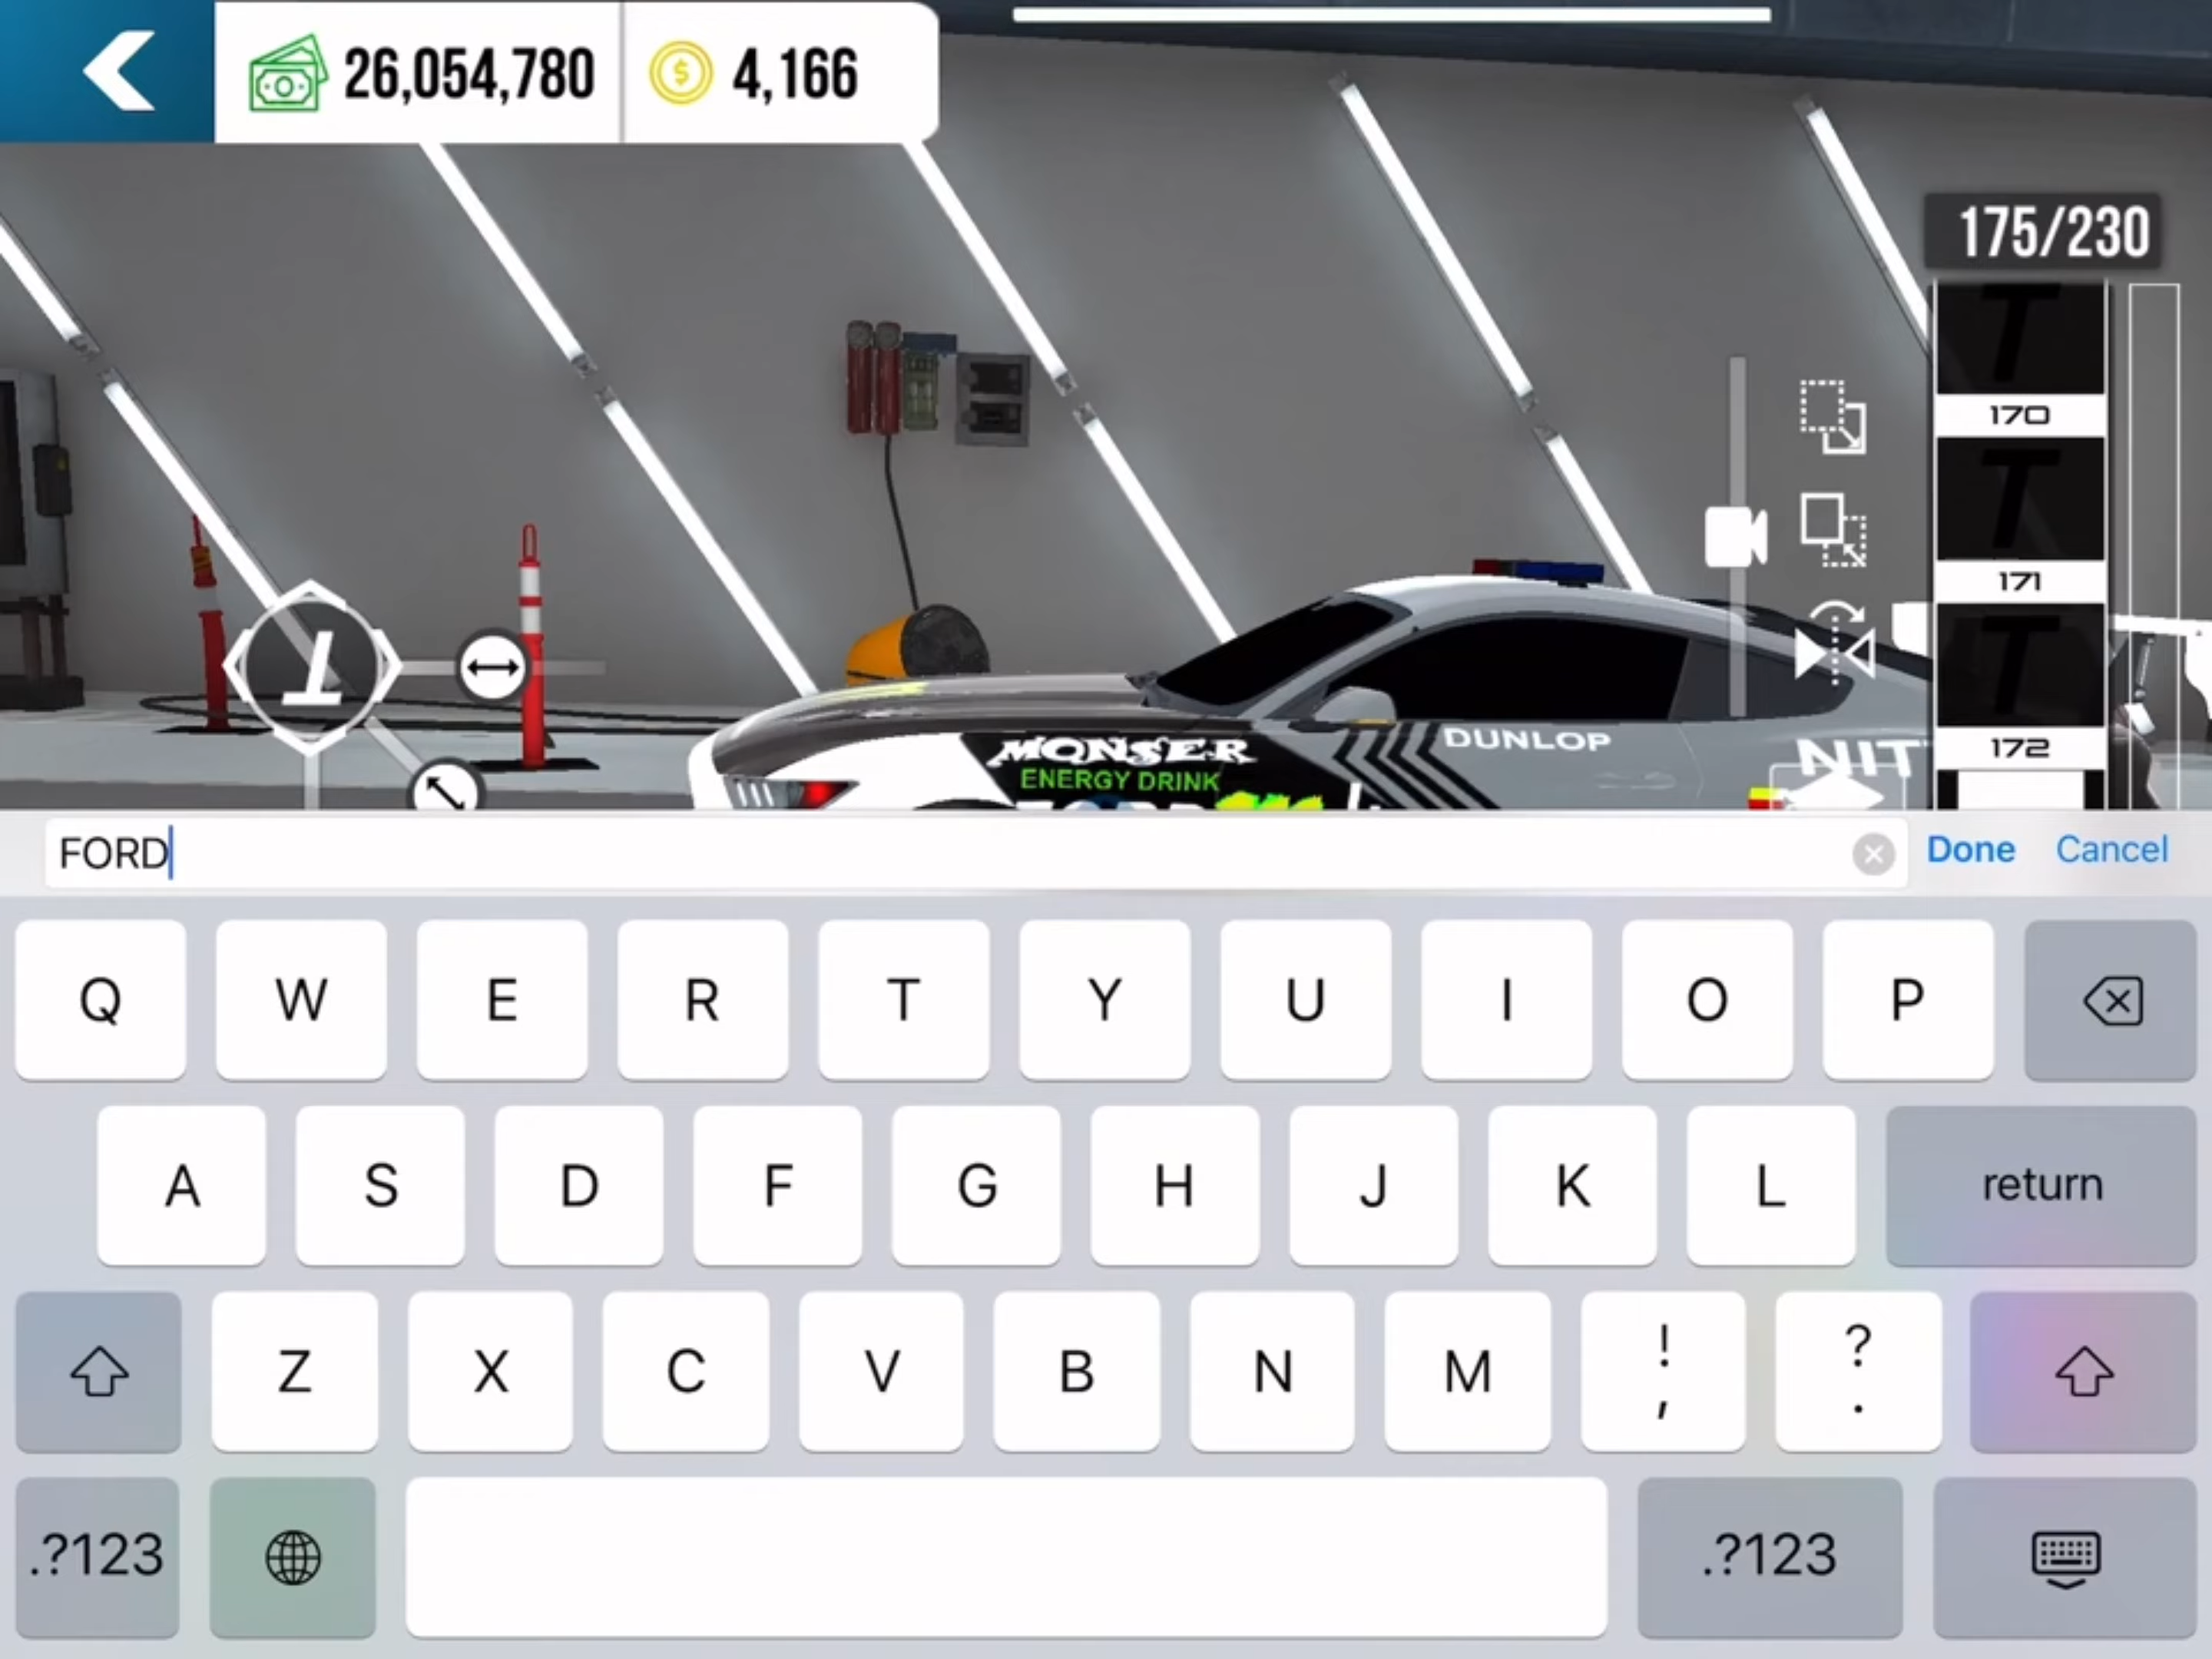 26,054,780
4,166
175/230
T
170
T
171
T
172
MONSER
ENERGY DRINK
DUNLOP
NIT
FORD
Done
Cancel
Q W E R T Y U I O P
A S D F G H J K L return
Z X C V B N M ! , ? .
.?123 .?123